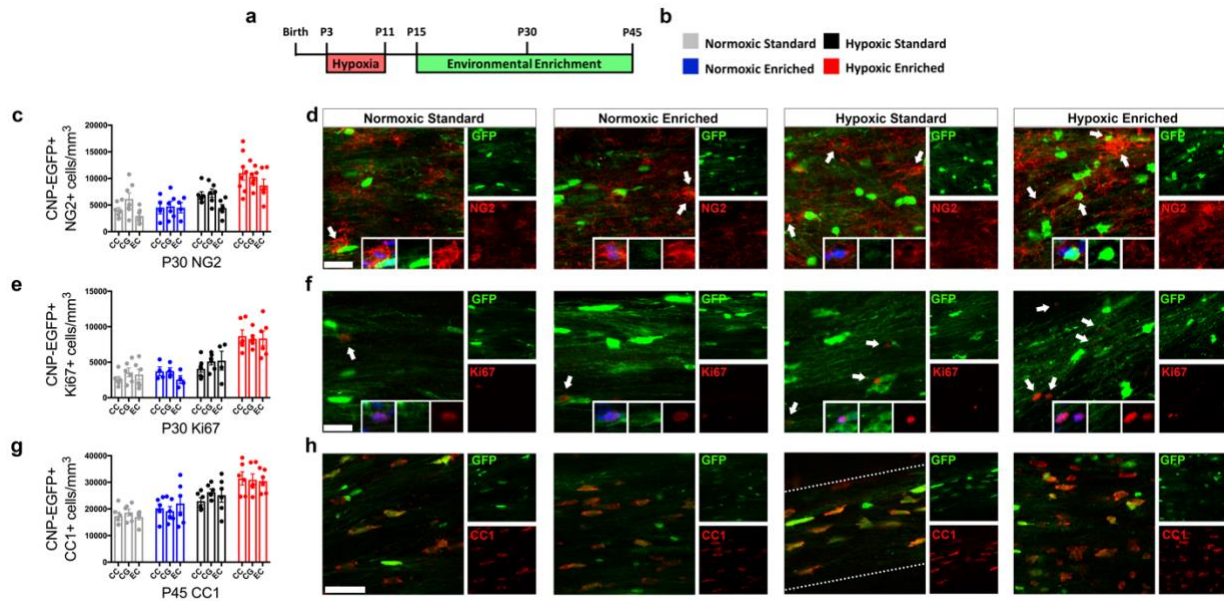 a
b
Birth P3 P11 P15 P30 P45
Hypoxia Environmental Enrichment
Normoxic Standard Hypoxic Standard
Normoxic Enriched Hypoxic Enriched
c
CNP-EGFP+
NG2+ cells/mm3
20000
15000
10000
5000
0
CC CG EC CC CG EC CC CG EC CC CG EC
P30 NG2
d
Normoxic Standard Normoxic Enriched Hypoxic Standard Hypoxic Enriched
GFP GFP GFP GFP
NG2 NG2 NG2 NG2
e
CNP-EGFP+
Ki67+ cells/mm3
15000
10000
5000
0
CC CG EC CC CG EC CC CG EC CC CG EC
P30 Ki67
f
GFP GFP GFP GFP
Ki67 Ki67 Ki67 Ki67
g
CNP-EGFP+
CC1+ cells/mm3
40000
30000
20000
10000
0
CC CG EC CC CG EC CC CG EC CC CG EC
P45 CC1
h
GFP GFP GFP GFP
CC1 CC1 CC1 CC1